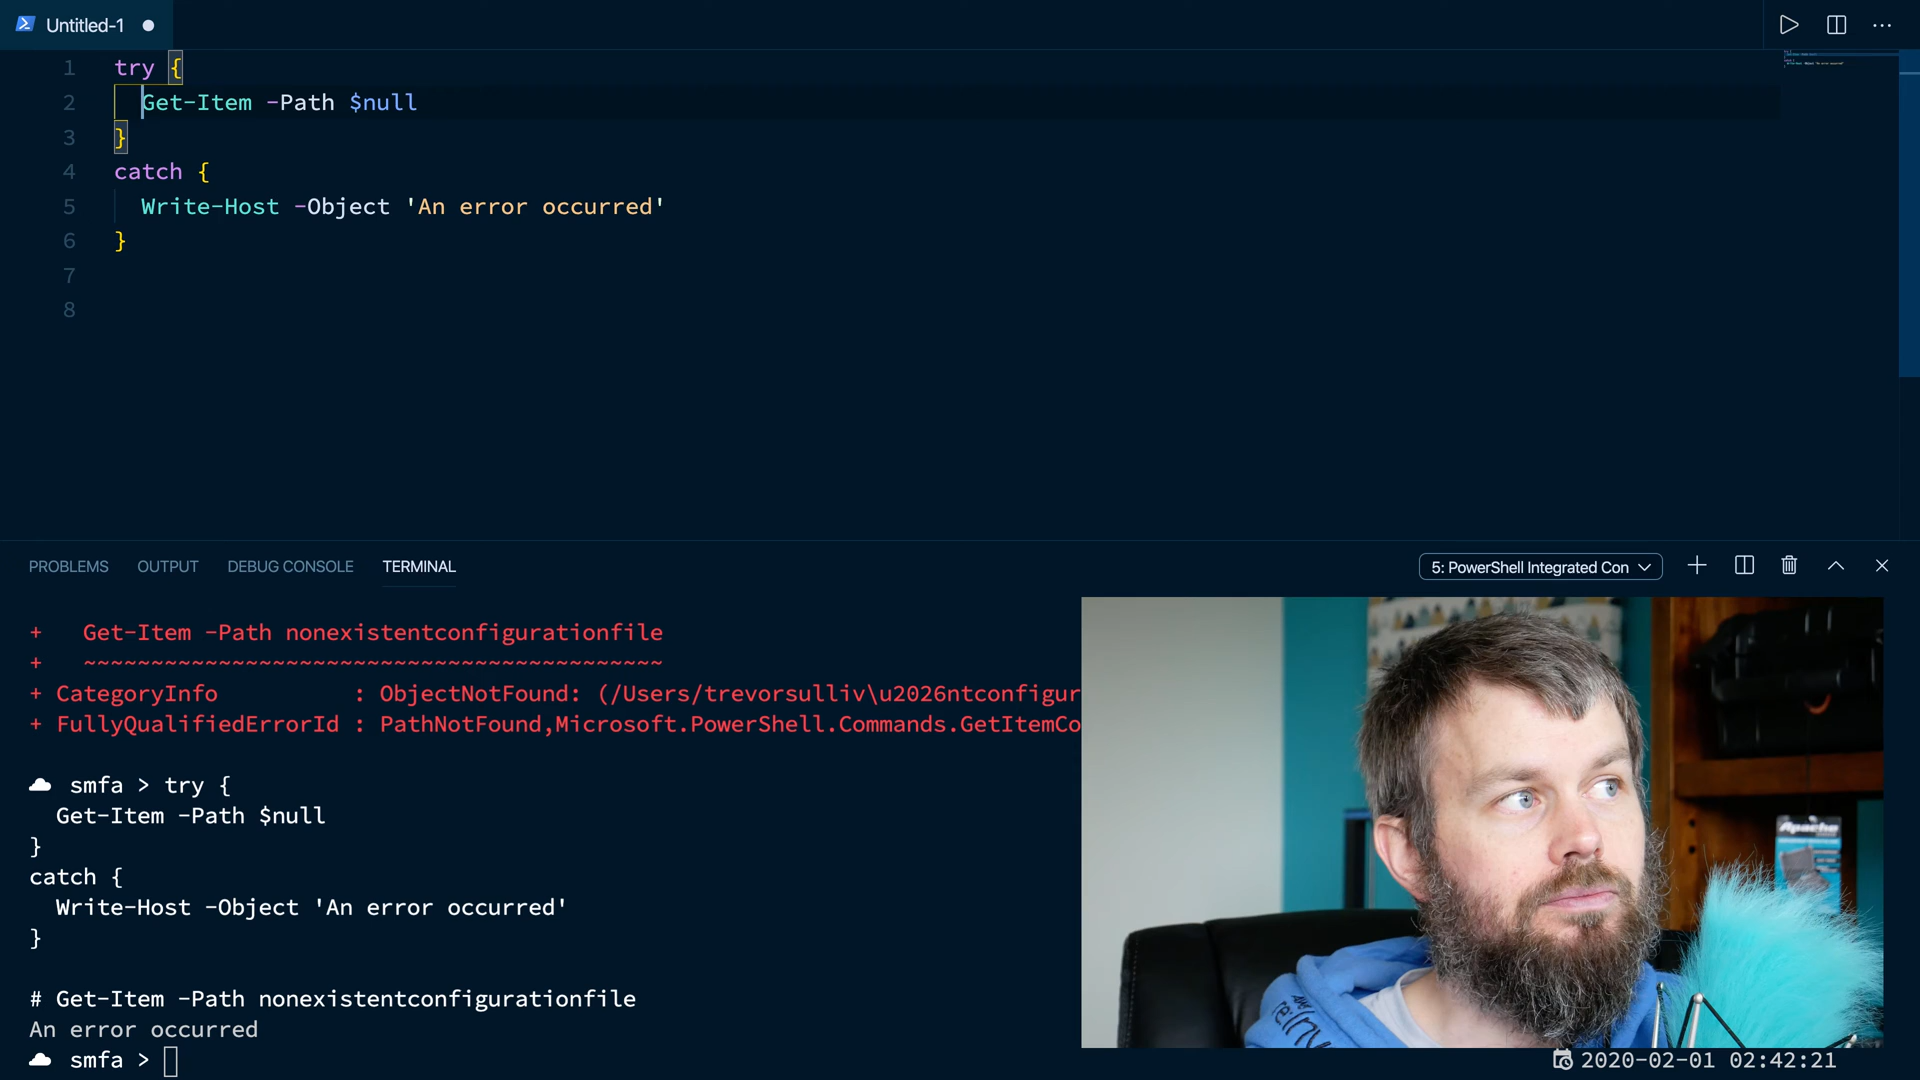 Untitled-1
1 try {
2 Get-Item -Path $null
3 }
4 catch {
5 Write-Host -Object 'An error occurred'
6 }
7
8
PROBLEMS OUTPUT DEBUG CONSOLE TERMINAL 5: PowerShell Integrated Con
+ Get-Item -Path nonexistentconfigurationfile
+ ~~~~~~~~~~~~~~~~~~~~~~~~~~~~~~~~~~~~~~~~~~~
+ CategoryInfo : ObjectNotFound: (/Users/trevorsulliv\u2026ntconfigur
+ FullyQualifiedErrorId : PathNotFound,Microsoft.PowerShell.Commands.GetItemCo
smfa > try {
Get-Item -Path $null
}
catch {
Write-Host -Object 'An error occurred'
}
# Get-Item -Path nonexistentconfigurationfile
An error occurred
smfa >
Apache
re:Inv
2020-02-01 02:42:21